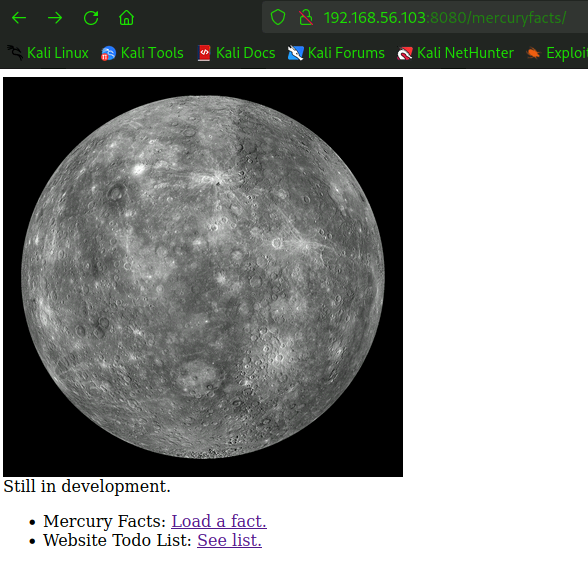 192.168.56.103:8080/mercuryfacts/
Kali Linux Kali Tools Kali Docs Kali Forums Kali NetHunter Exploit
Still in development.
• Mercury Facts: Load a fact.
• Website Todo List: See list.